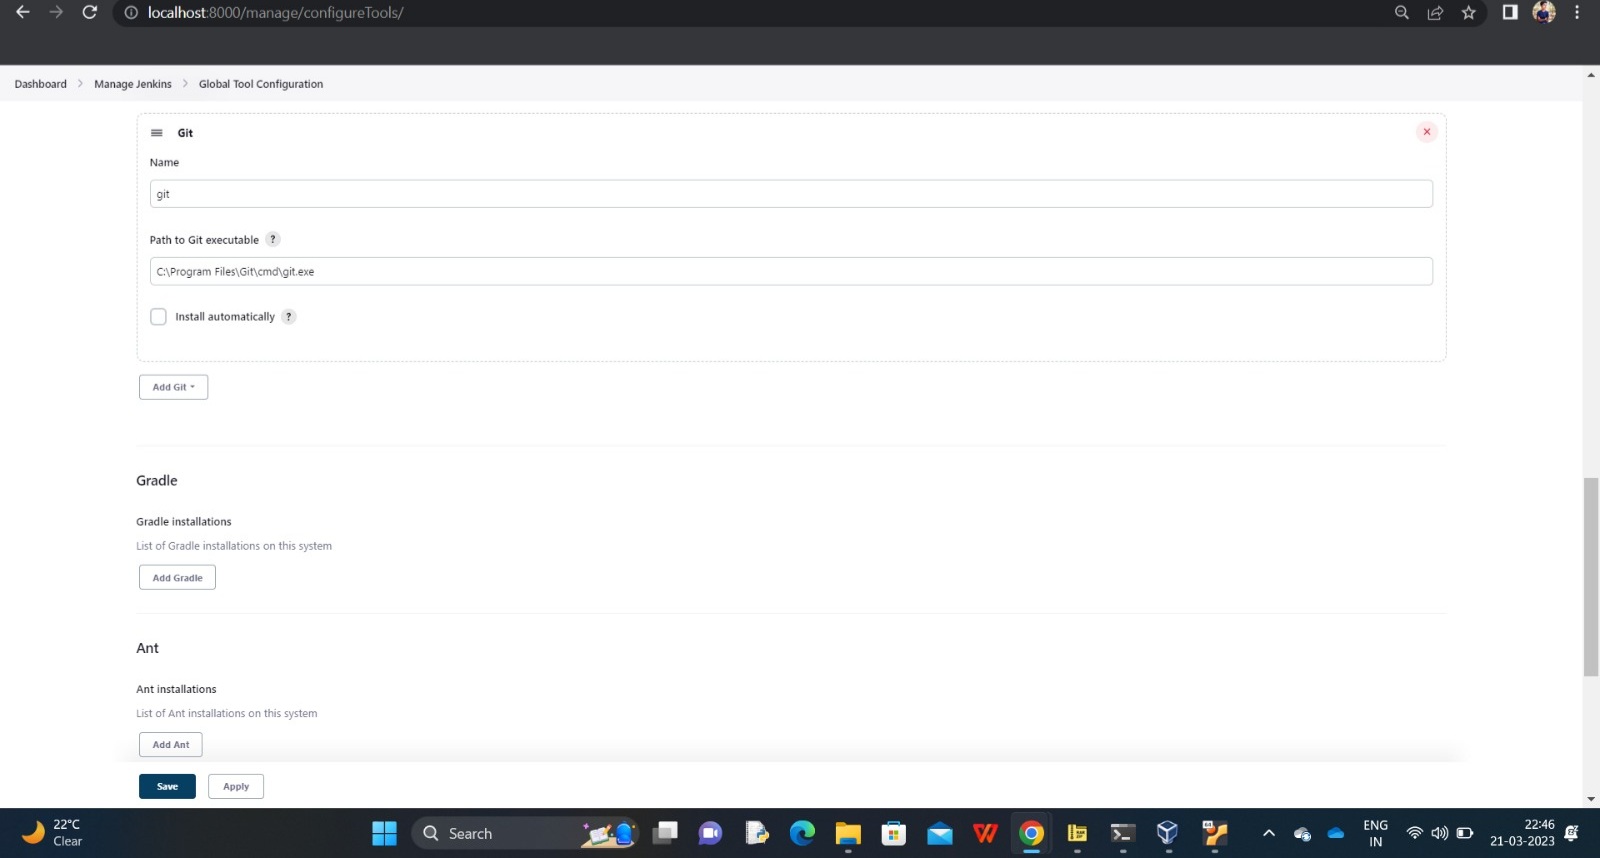 localhost:8000/manage/configureTools/
Dashboard > Manage Jenkins > Global Tool Configuration
Git
Name
git
Path to Git executable ?
C:\Program Files\Git\cmd\git.exe
Install automatically ?
Add Git
Gradle
Gradle installations
List of Gradle installations on this system
Add Gradle
Ant
Ant installations
List of Ant installations on this system
Add Ant
Save Apply
22°C
Clear
Search
ENG
IN
22:46
21-03-2023